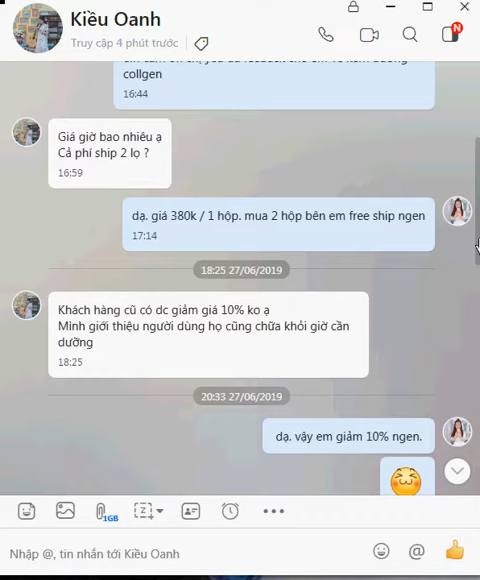 Kiều Oanh
Truy cập 4 phút trước
N
collgen
16:44
Giá giờ bao nhiêu ạ
Cả phí ship 2 lọ ?
16:59
dạ. giá 380k / 1 hộp. mua 2 hộp bên em free ship ngen
17:14
18:25 27/06/2019
Khách hàng cũ có dc giảm giá 10% ko ạ
Mình giới thiệu người dùng họ cũng chữa khỏi giờ cần
dưỡng
18:25
20:33 27/06/2019
dạ. vậy em giảm 10% ngen.
1GB
Nhập @, tin nhắn tới Kiều Oanh